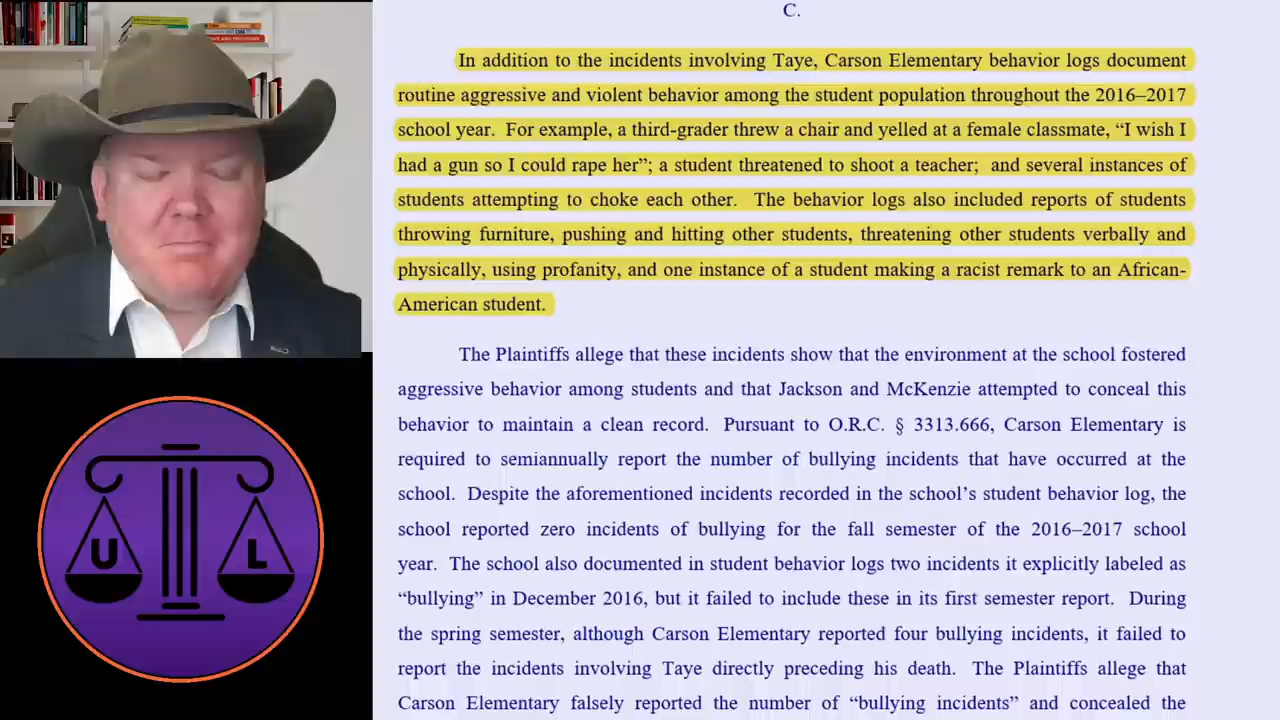 C.
In addition to the incidents involving Taye, Carson Elementary behavior logs document
routine aggressive and violent behavior among the student population throughout the 2016–2017
school year.  For example, a third-grader threw a chair and yelled at a female classmate, “I wish I
had a gun so I could rape her”; a student threatened to shoot a teacher;  and several instances of
students attempting to choke each other.  The behavior logs also included reports of students
throwing furniture, pushing and hitting other students, threatening other students verbally and
physically, using profanity, and one instance of a student making a racist remark to an African-
American student.
The Plaintiffs allege that these incidents show that the environment at the school fostered
aggressive behavior among students and that Jackson and McKenzie attempted to conceal this
behavior to maintain a clean record.  Pursuant to O.R.C. § 3313.666, Carson Elementary is
required to semiannually report the number of bullying incidents that have occurred at the
school.  Despite the aforementioned incidents recorded in the school’s student behavior log, the
school reported zero incidents of bullying for the fall semester of the 2016–2017 school
year.  The school also documented in student behavior logs two incidents it explicitly labeled as
“bullying” in December 2016, but it failed to include these in its first semester report.  During
the spring semester, although Carson Elementary reported four bullying incidents, it failed to
report the incidents involving Taye directly preceding his death.  The Plaintiffs allege that
Carson Elementary falsely reported the number of “bullying incidents” and concealed the
U L